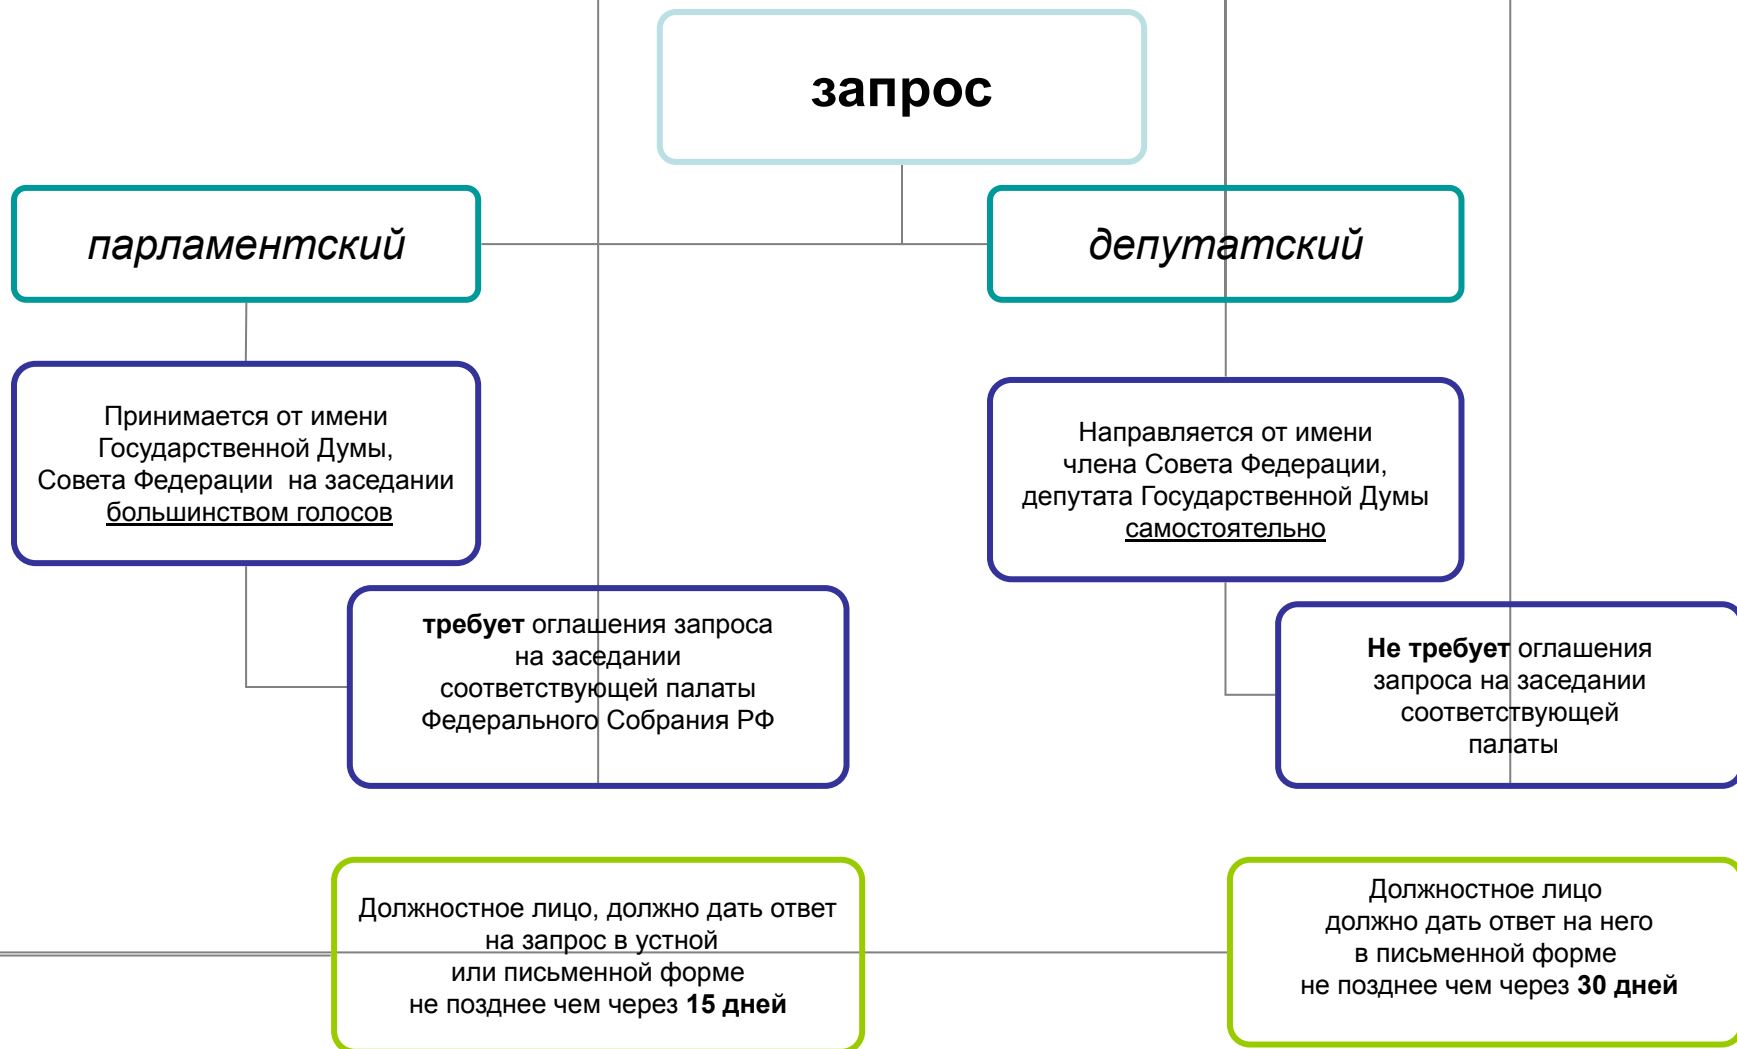 запрос
парламентский
депутатский
Принимается от имени
Государственной Думы,
Совета Федерации на заседании
большинством голосов
Направляется от имени
члена Совета Федерации,
депутата Государственной Думы
самостоятельно
требует оглашения запроса
на заседании
соответствующей палаты
Федерального Собрания РФ
Не требует оглашения
запроса на заседании
соответствующей
палаты
Должностное лицо, должно дать ответ
на запрос в устной
или письменной форме
не позднее чем через 15 дней
Должностное лицо
должно дать ответ на него
в письменной форме
не позднее чем через 30 дней